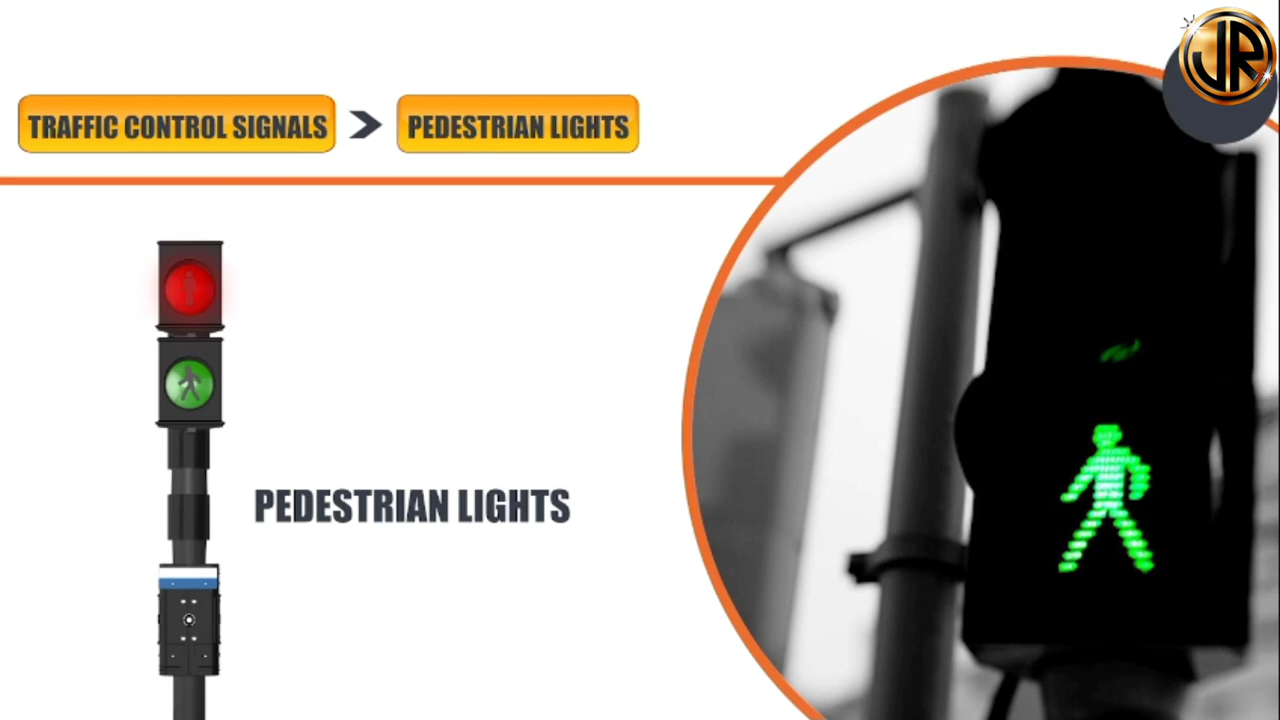 JR
TRAFFIC CONTROL SIGNALS > PEDESTRIAN LIGHTS
PEDESTRIAN LIGHTS